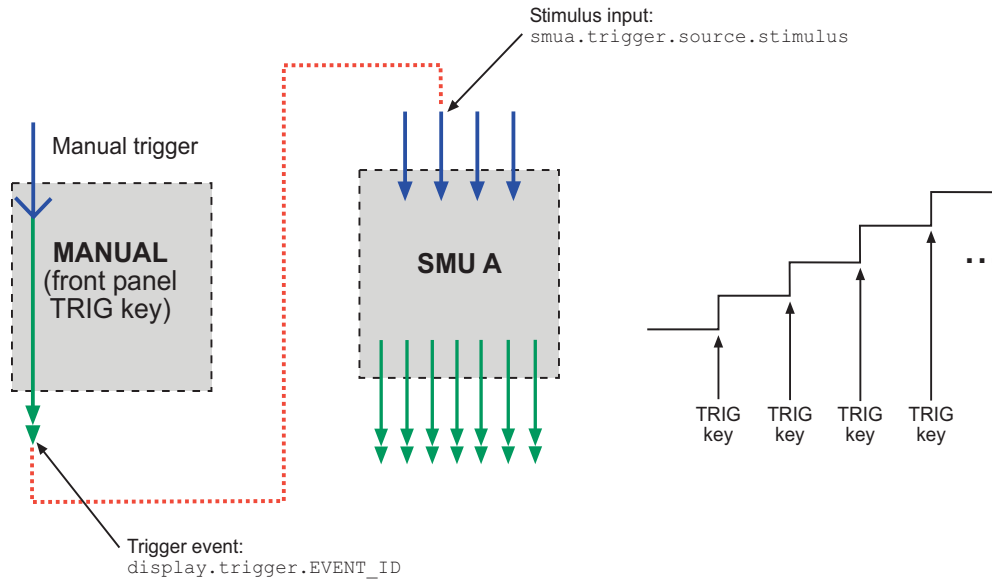 Stimulus input:
smua.trigger.source.stimulus
Manual trigger
MANUAL
(front panel
TRIG key)
SMU A
..
TRIG
key
TRIG
key
TRIG
key
TRIG
key
Trigger event:
display.trigger.EVENT_ID